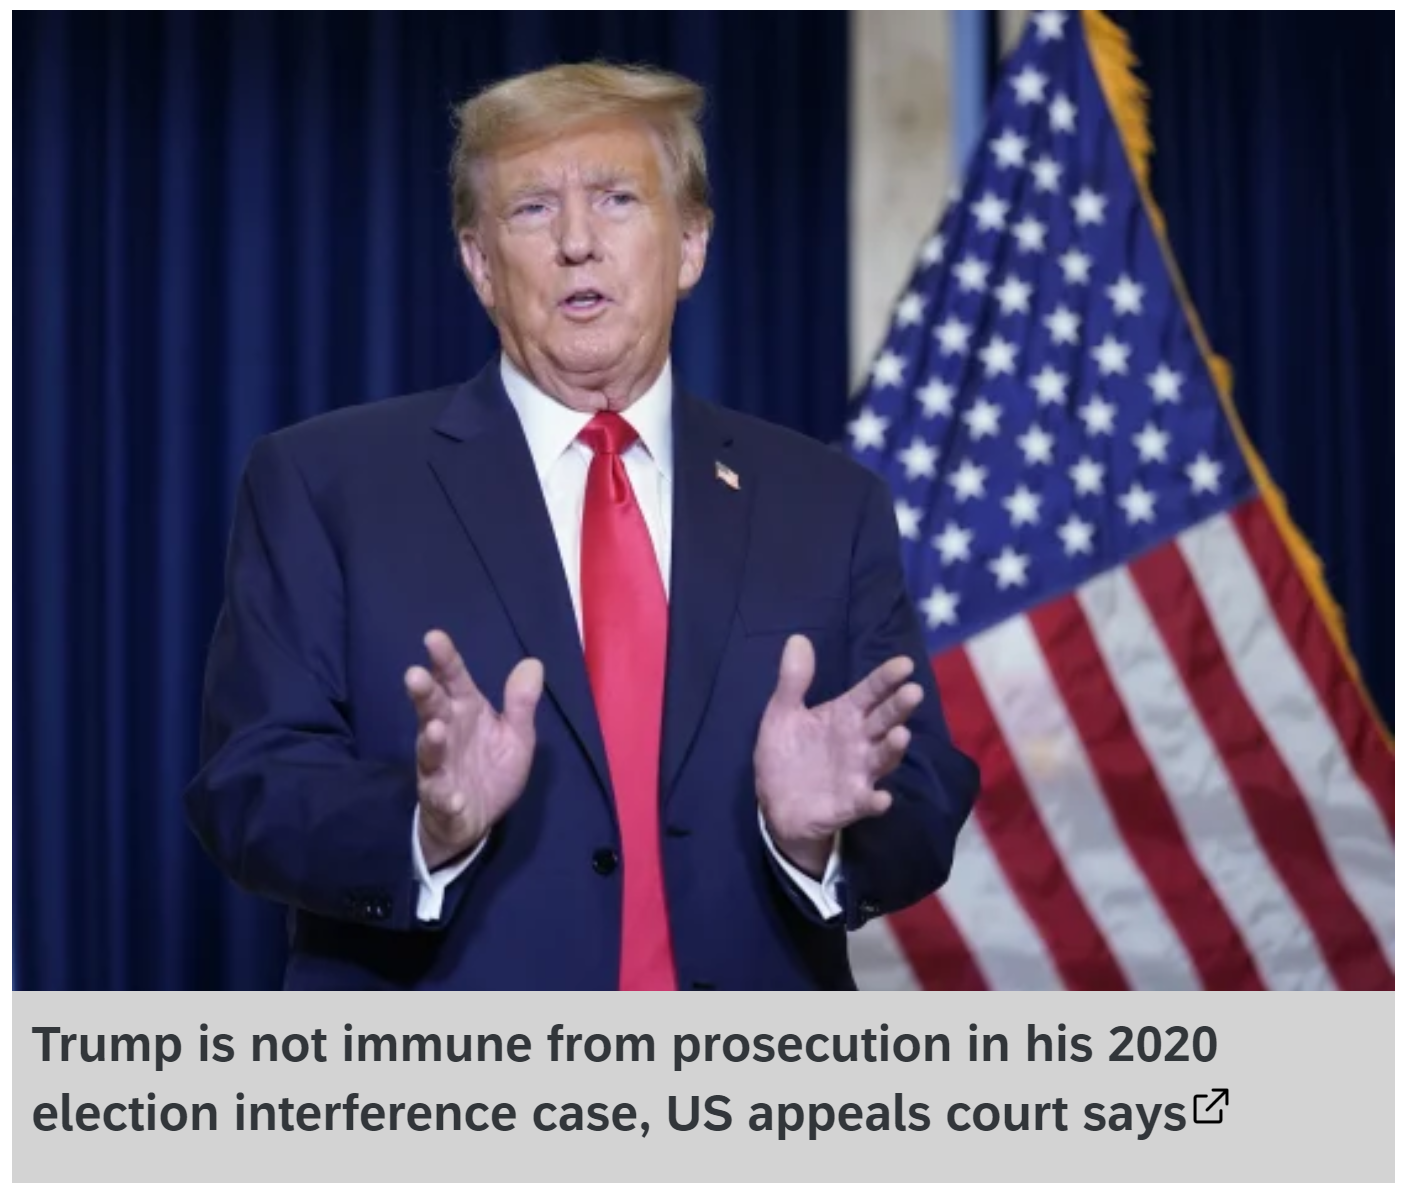 Trump is not immune from prosecution in his 2020
election interference case, US appeals court says